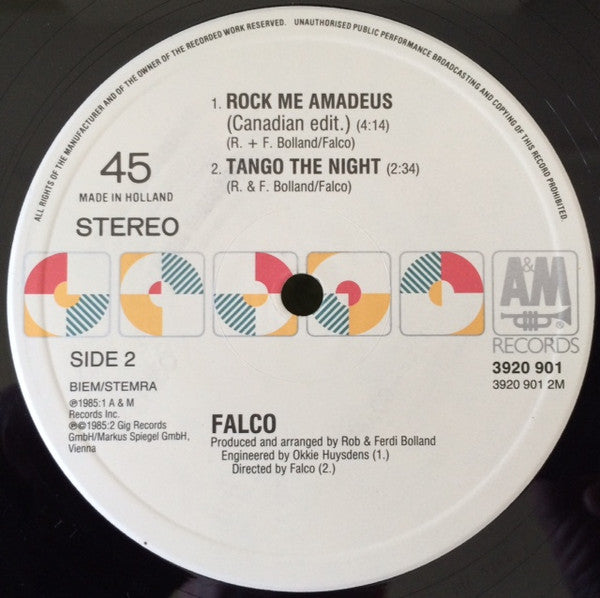 ALL RIGHTS OF THE MANUFACTURER AND OF THE OWNER OF THE RECORDED WORK RESERVED. UNAUTHORISED PUBLIC PERFORMANCE BROADCASTING AND COPYING OF THIS RECORD PROHIBITED.
1. ROCK ME AMADEUS
(Canadian edit.) (4:14)
(R. + F. Bolland/Falco)
2. TANGO THE NIGHT (2:34)
(R. & F. Bolland/Falco)
45
MADE IN HOLLAND
STEREO
A&M
RECORDS
SIDE 2
3920 901
3920 901 2M
BIEM/STEMRA
℗1985:1 A & M
Records Inc.
℗©1985:2 Gig Records
GmbH/Markus Spiegel GmbH,
Vienna
FALCO
Produced and arranged by Rob & Ferdi Bolland
Engineered by Okkie Huysdens (1.)
Directed by Falco (2.)